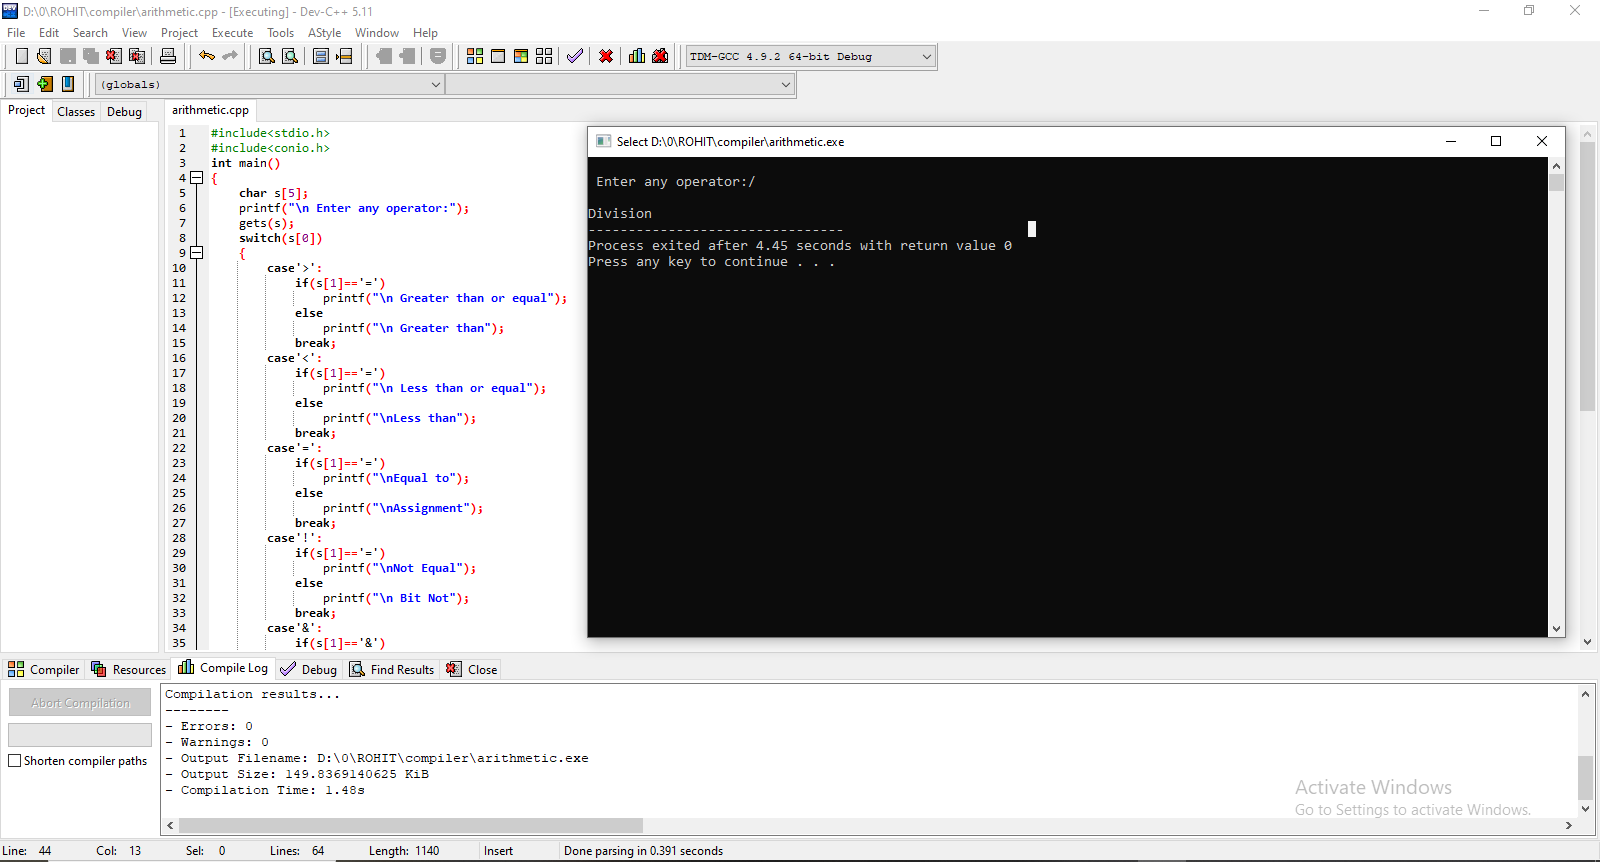 D:\0\ROHIT\compiler\arithmetic.cpp - [Executing] - Dev-C++ 5.11
File Edit Search View Project Execute Tools AStyle Window Help
TDM-GCC 4.9.2 64-bit Debug
(globals)
Project Classes Debug
arithmetic.cpp
1 #include<stdio.h>
2 #include<conio.h>
3 int main()
4 {
5 char s[5];
6 printf("\n Enter any operator:");
7 gets(s);
8 switch(s[0])
9 {
10 case'>':
11 if(s[1]=='=')
12 printf("\n Greater than or equal");
13 else
14 printf("\n Greater than");
15 break;
16 case'<':
17 if(s[1]=='=')
18 printf("\n Less than or equal");
19 else
20 printf("\nLess than");
21 break;
22 case'=':
23 if(s[1]=='=')
24 printf("\nEqual to");
25 else
26 printf("\nAssignment");
27 break;
28 case'!':
29 if(s[1]=='=')
30 printf("\nNot Equal");
31 else
32 printf("\n Bit Not");
33 break;
34 case'&':
35 if(s[1]=='&')
Select D:\0\ROHIT\compiler\arithmetic.exe
Enter any operator:/
Division
--------------------------------
Process exited after 4.45 seconds with return value 0
Press any key to continue . . .
Compiler Resources Compile Log Debug Find Results Close
Abort Compilation
Shorten compiler paths
Compilation results...
--------
- Errors: 0
- Warnings: 0
- Output Filename: D:\0\ROHIT\compiler\arithmetic.exe
- Output Size: 149.8369140625 KiB
- Compilation Time: 1.48s
Activate Windows
Go to Settings to activate Windows.
Line: 44 Col: 13 Sel: 0 Lines: 64 Length: 1140 Insert Done parsing in 0.391 seconds